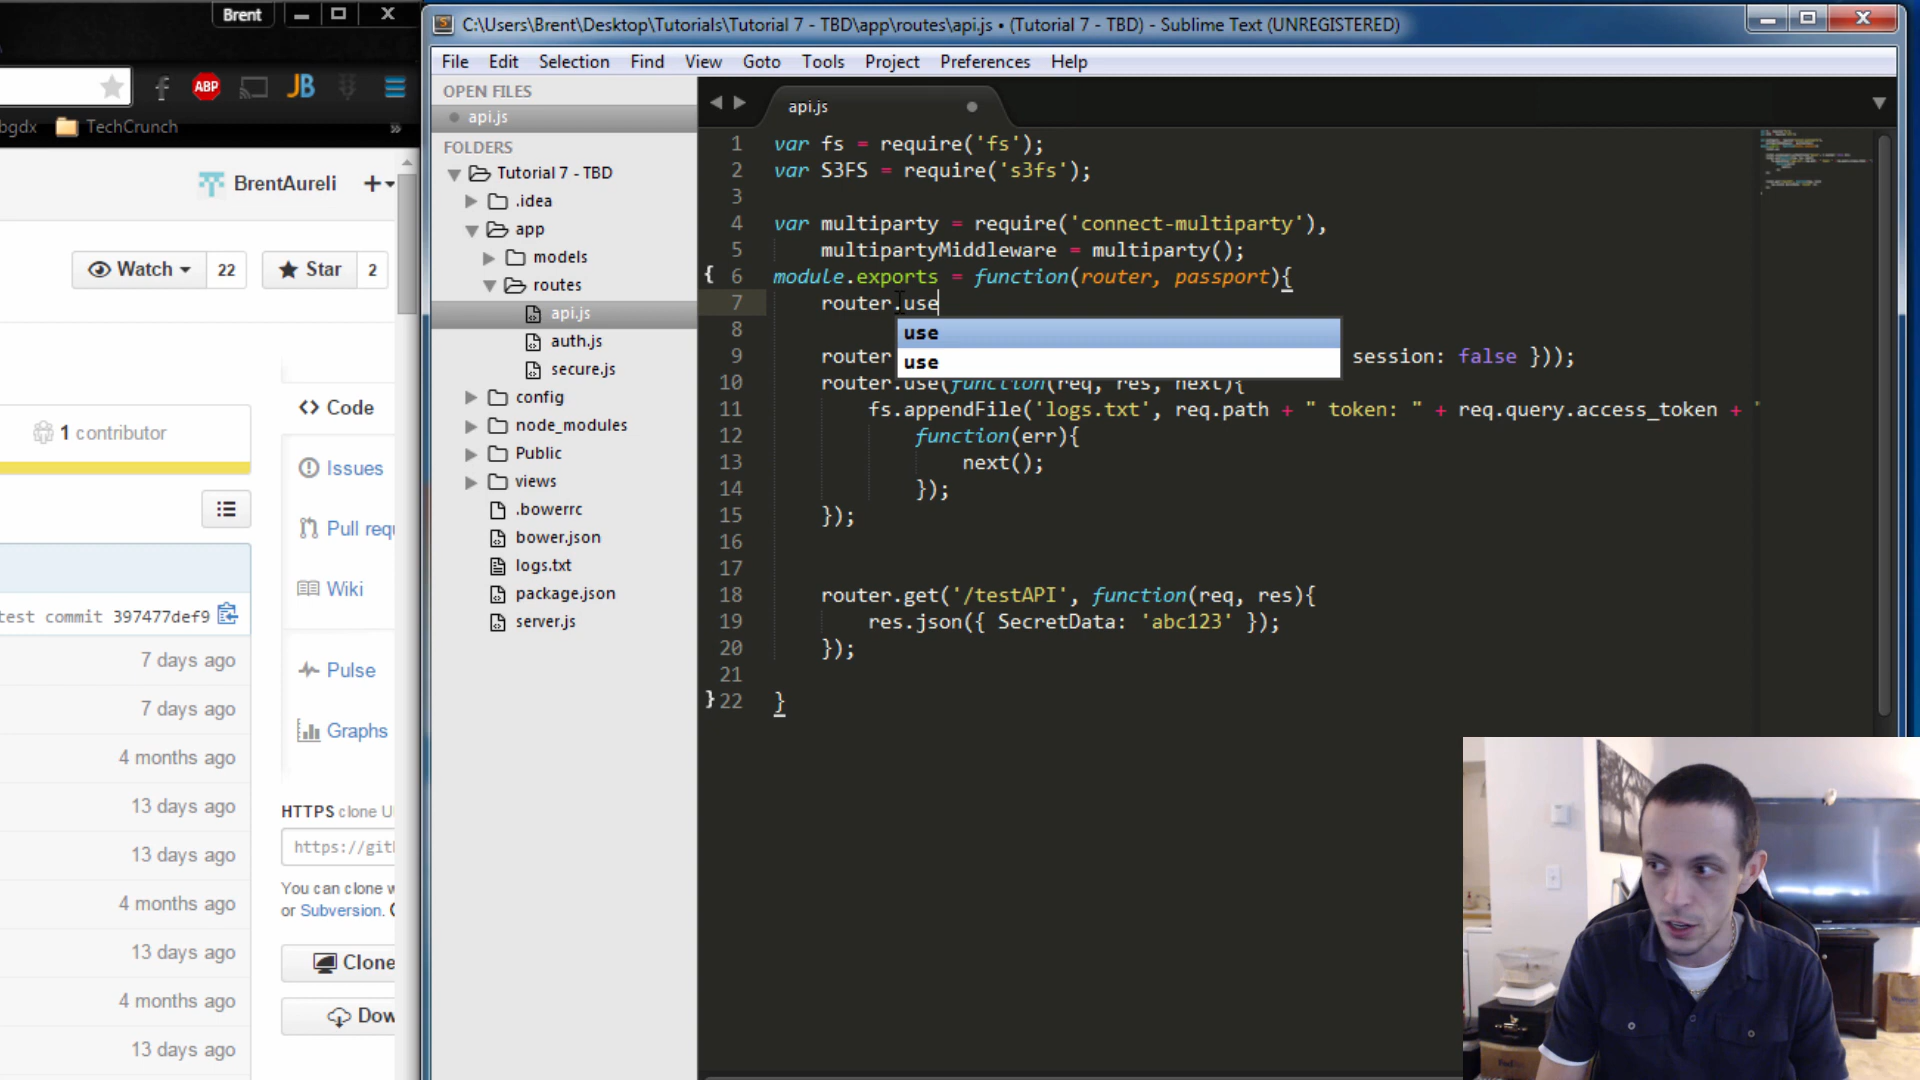 Brent
C:\Users\Brent\Desktop\Tutorials\Tutorial 7 - TBD\app\routes\api.js • (Tutorial 7 - TBD) - Sublime Text (UNREGISTERED)
File Edit Selection Find View Goto Tools Project Preferences Help
ABP JB
bgdx TechCrunch »
BrentAureli
Watch 22 Star 2
1 contributor
test commit 397477def9
7 days ago
7 days ago
4 months ago
13 days ago
13 days ago
4 months ago
13 days ago
4 months ago
13 days ago
Code
Issues
Pull requ
Wiki
Pulse
Graphs
HTTPS clone U
https://gitl
You can clone w
or Subversion.
Clone
Dow
OPEN FILES
api.js
FOLDERS
Tutorial 7 - TBD
.idea
app
models
routes
api.js
auth.js
secure.js
config
node_modules
Public
views
.bowerrc
bower.json
logs.txt
package.json
server.js
api.js
1 var fs = require('fs');
2 var S3FS = require('s3fs');
3
4 var multiparty = require('connect-multiparty'),
5 multipartyMiddleware = multiparty();
{ 6 module.exports = function(router, passport){
7 router.use
use
use
8
9 router session: false }));
10 router.use(function(req, res, next){
11 fs.appendFile('logs.txt', req.path + " token: " + req.query.access_token + "
12 function(err){
13 next();
14 });
15 });
16
17
18 router.get('/testAPI', function(req, res){
19 res.json({ SecretData: 'abc123' });
20 });
21
} 22 }